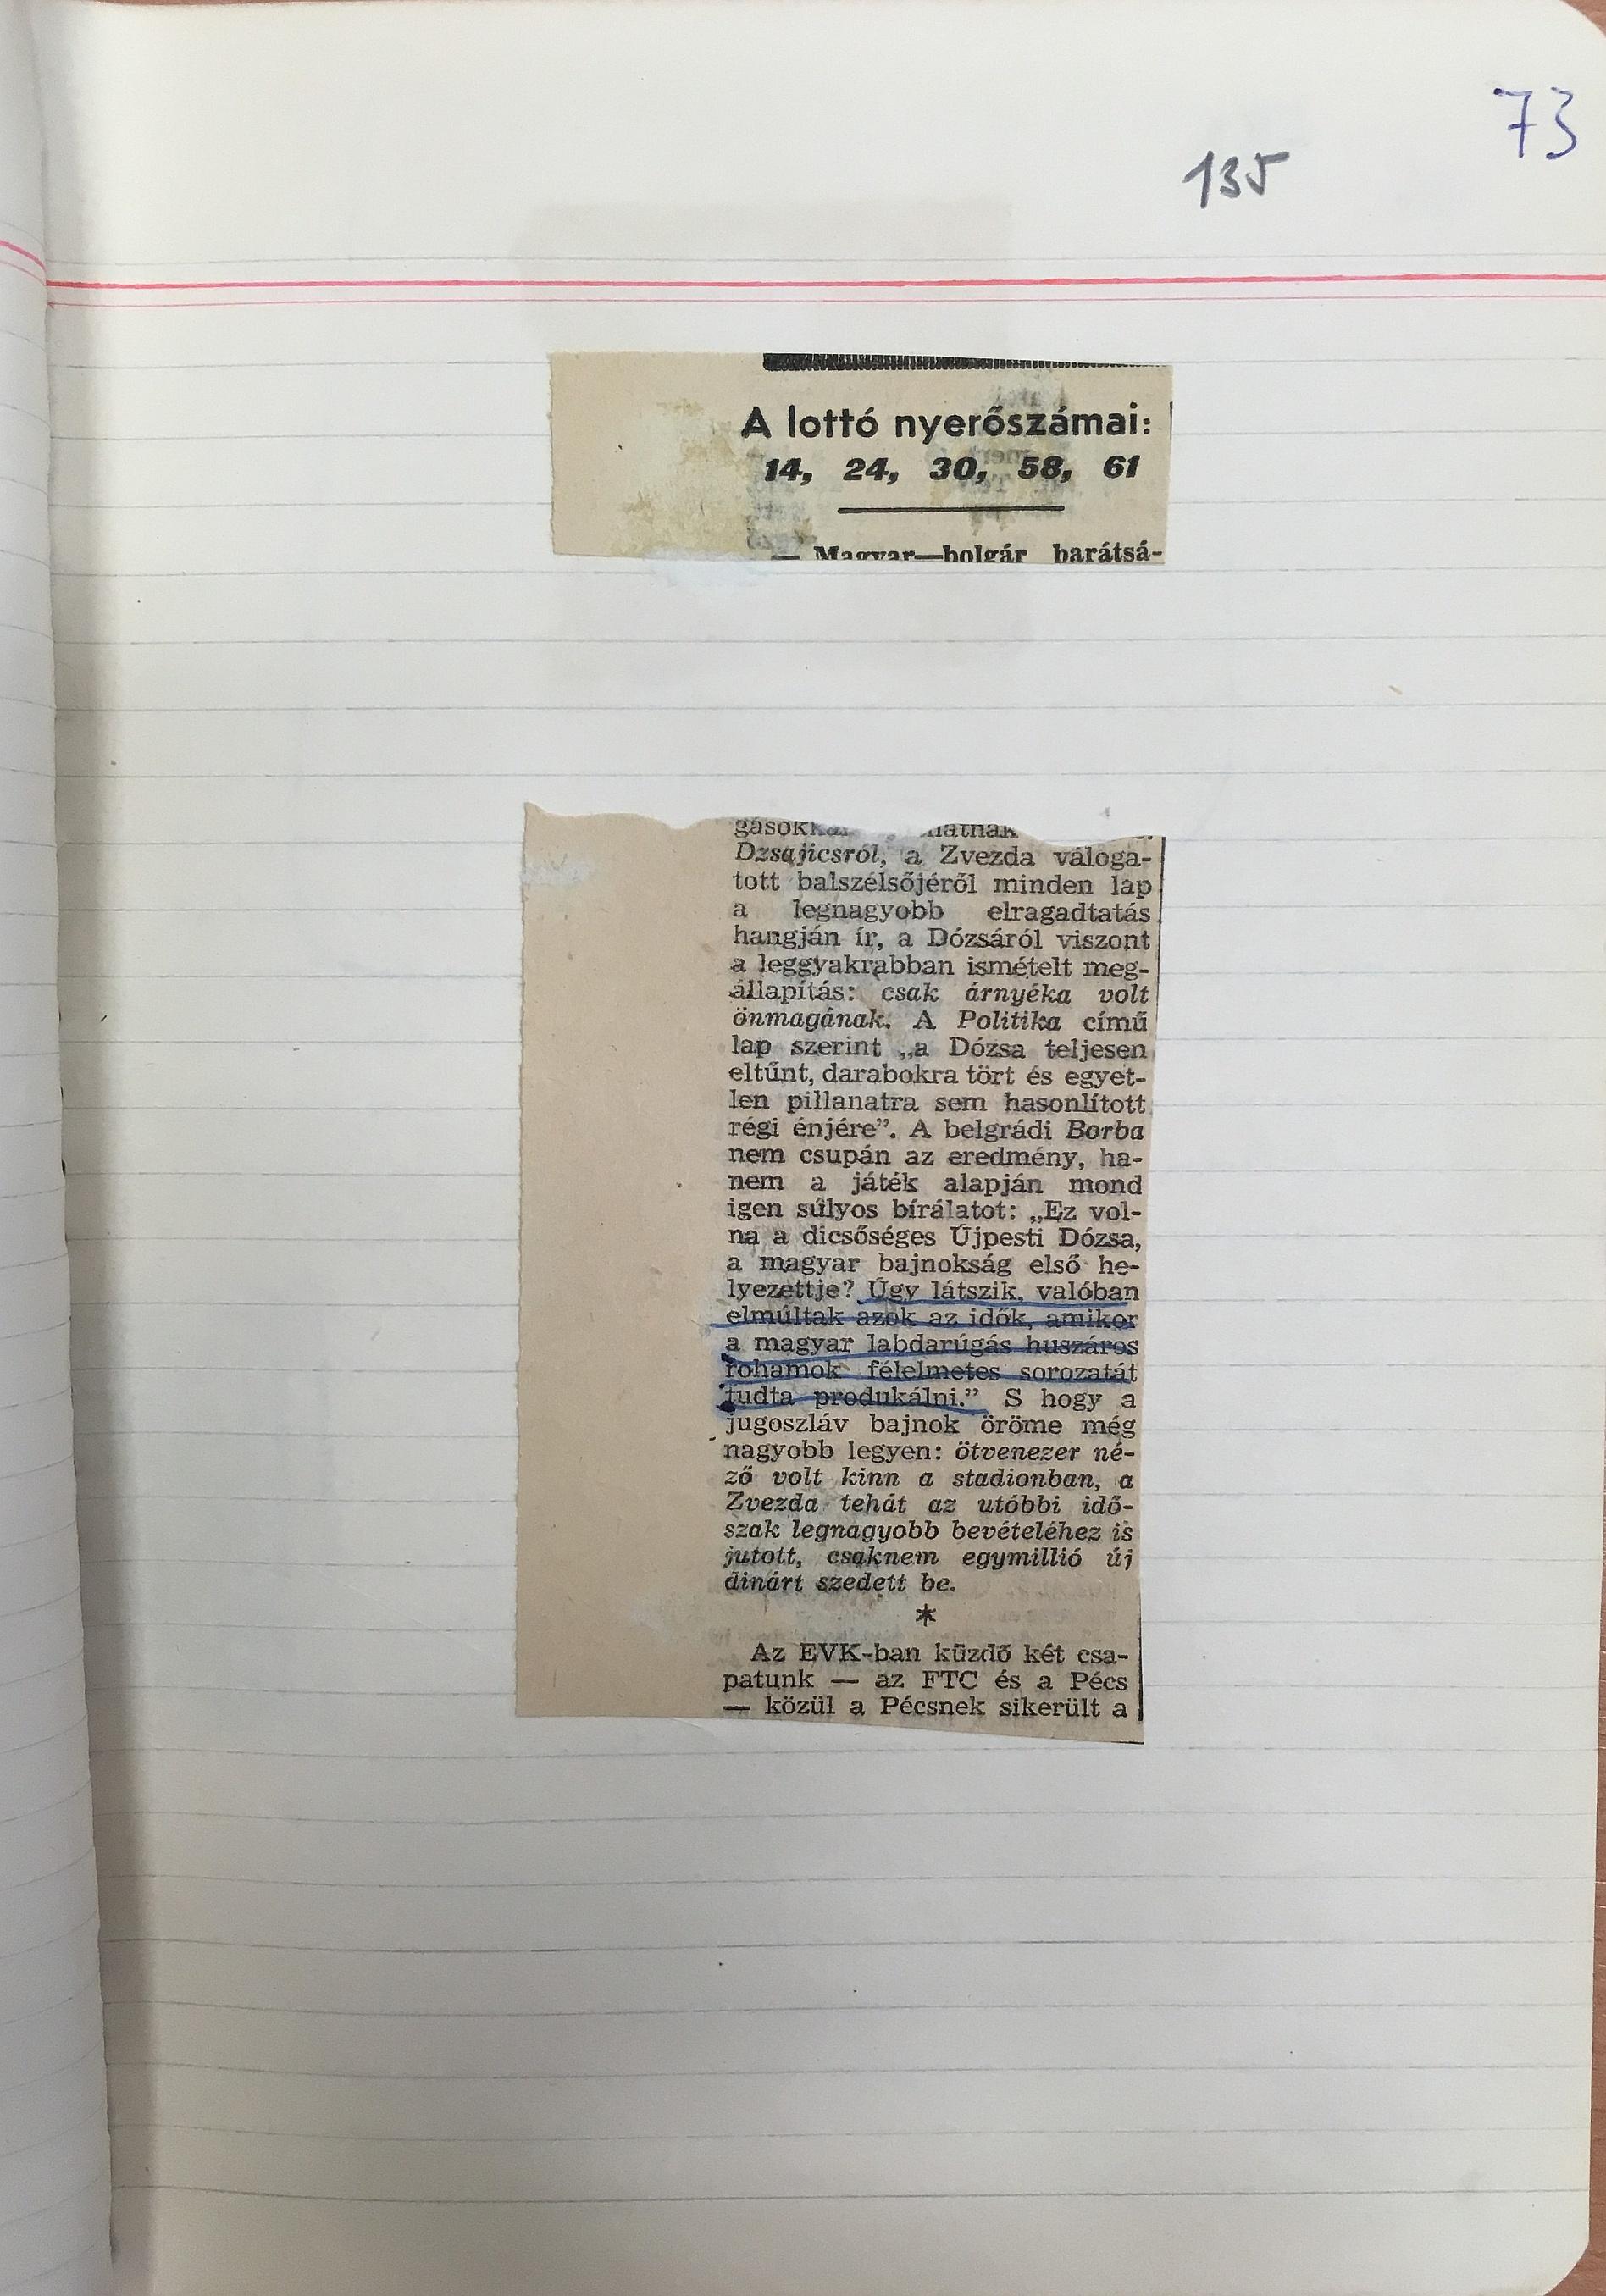 73
135
A lottó nyerőszámai:
14, 24, 30, 58, 61
— Magyar—bolgár barátsá-
Dzsajicsról, a Zvezda váloga-
tott balszélsőjéről minden lap
a legnagyobb elragadtatás
hangján ír, a Dózsáról viszont
a leggyakrabban ismételt meg-
állapítás: csak árnyéka volt
önmagának. A Politika című
lap szerint „a Dózsa teljesen
eltűnt, darabokra tört és egyet-
len pillanatra sem hasonlított
régi énjére”. A belgrádi Borba
nem csupán az eredmény, ha-
nem a játék alapján mond
igen súlyos bírálatot: „Ez vol-
na a dicsőséges Újpesti Dózsa,
a magyar bajnokság első he-
lyezettje? Úgy látszik, valóban
elmúltak azok az idők, amikor
a magyar labdarúgás huszáros
rohamok félelmetes sorozatát
tudta produkálni.” S hogy a
jugoszláv bajnok öröme még
nagyobb legyen: ötvenezer né-
ző volt kinn a stadionban, a
Zvezda tehát az utóbbi idő-
szak legnagyobb bevételéhez is
jutott, csaknem egymillió új
dinárt szedett be.
*
Az EVK-ban küzdő két csa-
patunk — az FTC és a Pécs
— közül a Pécsnek sikerült a